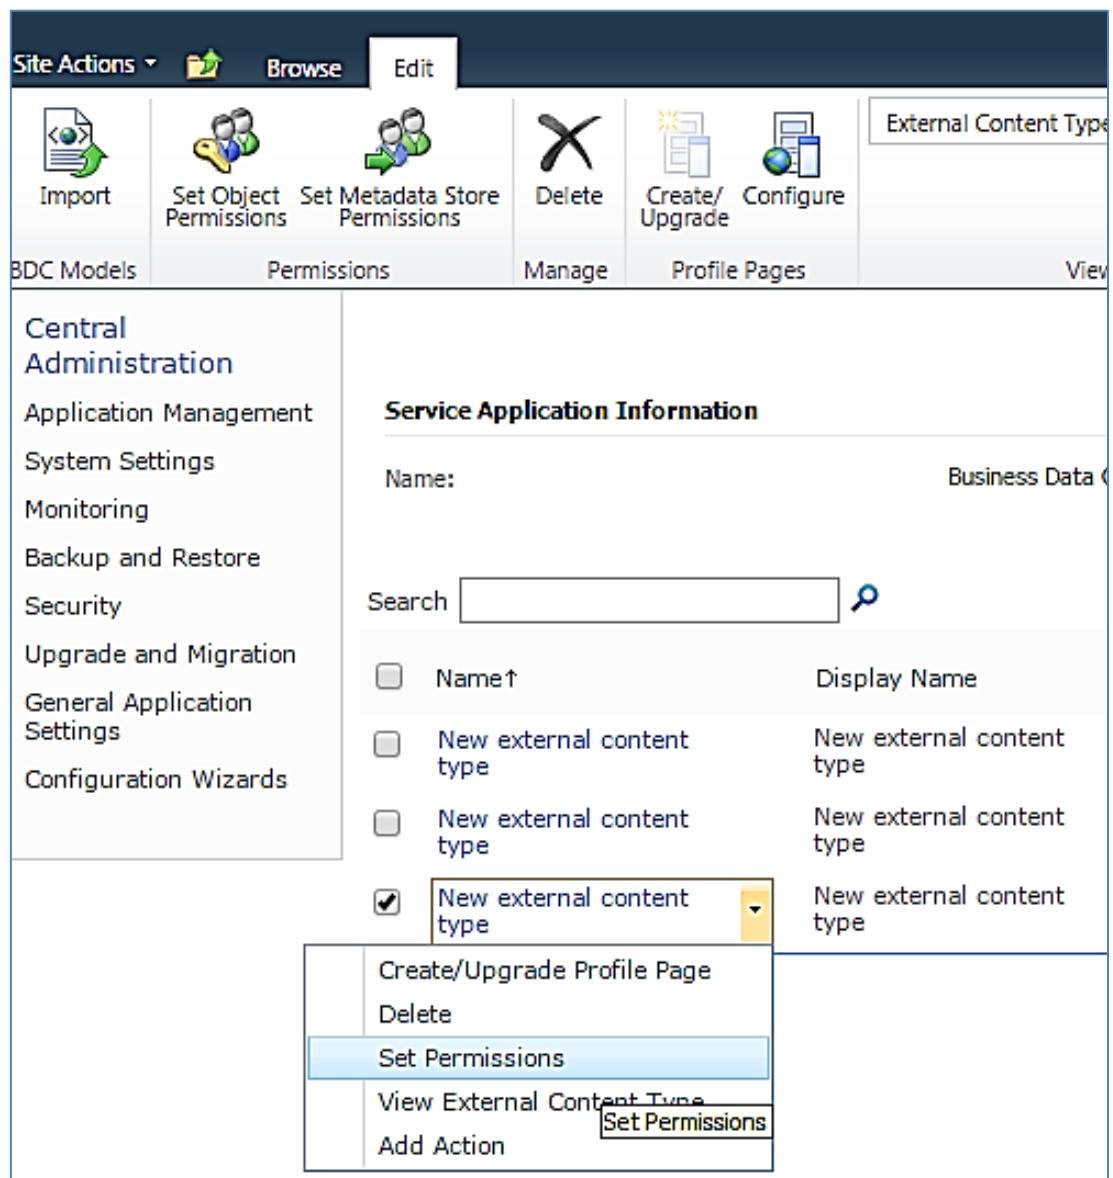 Site Actions Browse Edit
Import
Set Object
Permissions
Set Metadata Store
Permissions
Delete
Create/
Upgrade
Configure
External Content Type
BDC Models Permissions Manage Profile Pages
Central
Administration
Application Management
System Settings
Monitoring
Backup and Restore
Security
Upgrade and Migration
General Application
Settings
Configuration Wizards
Service Application Information
Name: Business Data
Search
Name↑ Display Name
New external content
type
New external content
type
New external content
type
New external content
type
New external content
type
New external content
type
Create/Upgrade Profile Page
Delete
Set Permissions
View External Content Type
Set Permissions
Add Action